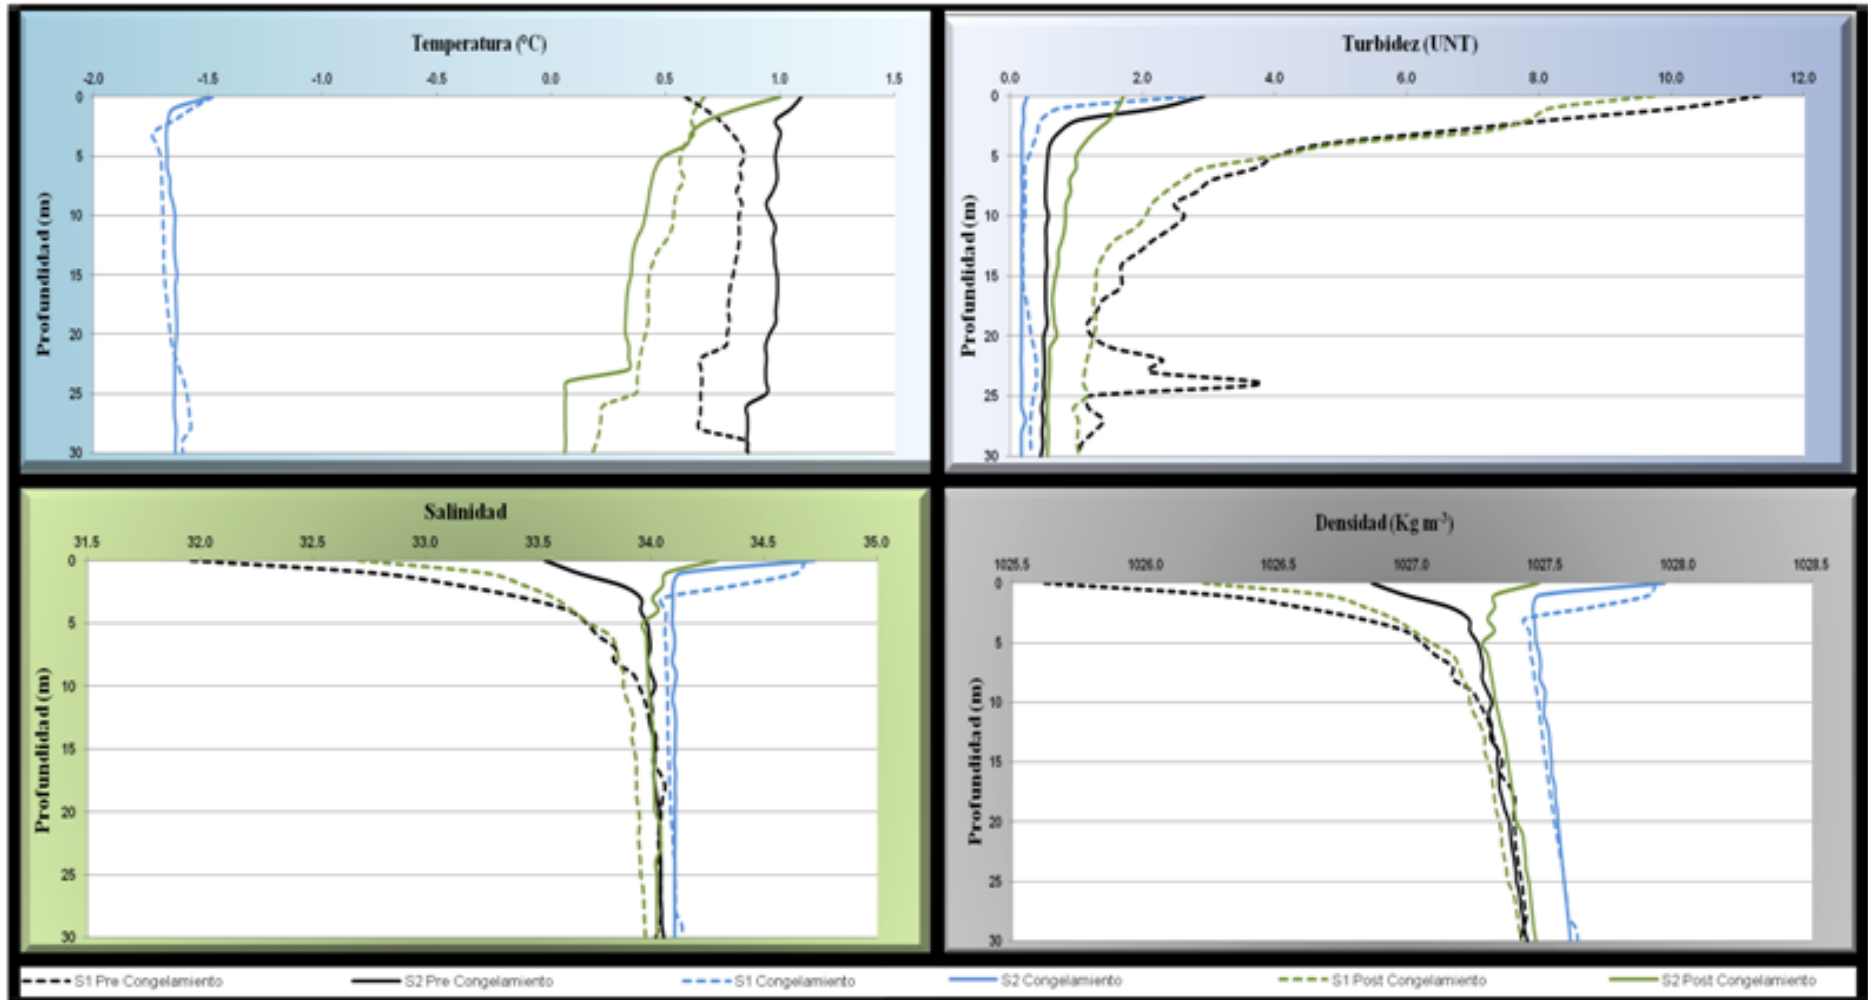 Temperatura (°C)
-2.0 -1.5 -1.0 -0.5 0.0 0.5 1.0 1.5
0
5
10
15
20
25
30
Profundidad (m)
Turbidez (UNT)
0.0 2.0 4.0 6.0 8.0 10.0 12.0
0
5
10
15
20
25
30
Profundidad (m)
Salinidad
31.5 32.0 32.5 33.0 33.5 34.0 34.5 35.0
0
5
10
15
20
25
30
Profundidad (m)
Densidad (Kg m⁻³)
1025.5 1026.0 1026.5 1027.0 1027.5 1028.0 1028.5
0
5
10
15
20
25
30
Profundidad (m)
S1 Pre Congelamiento S2 Pre Congelamiento S1 Congelamiento S2 Congelamiento S1 Post Congelamiento S2 Post Congelamiento